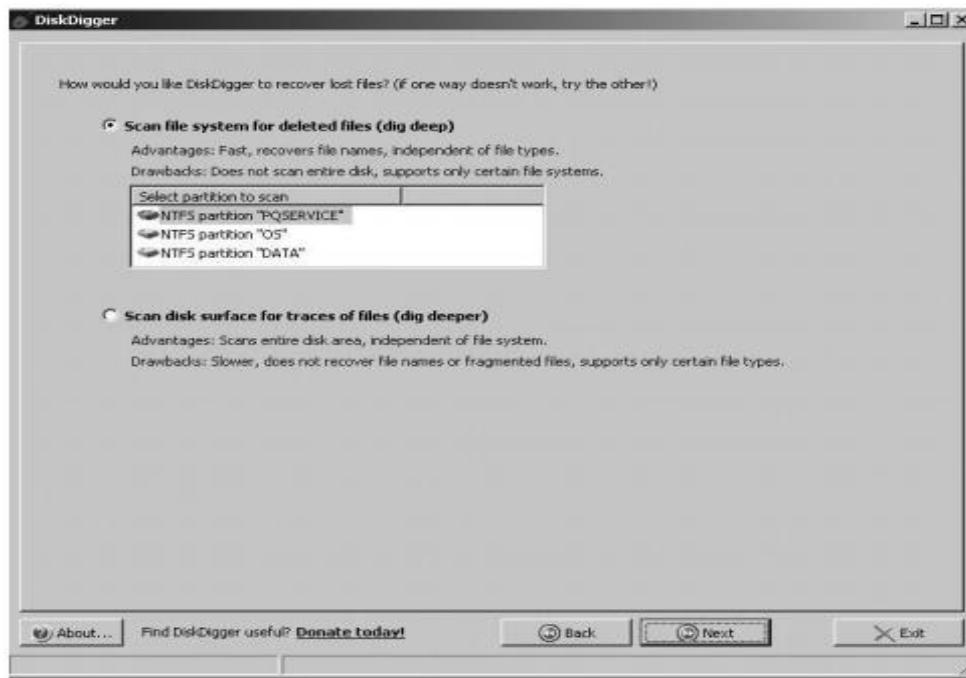 DiskDigger
How would you like DiskDigger to recover lost files? (if one way doesn't work, try the other!)
Scan file system for deleted files (dig deep)
Advantages: Fast, recovers file names, independent of file types.
Drawbacks: Does not scan entire disk, supports only certain file systems.
Select partition to scan
NTFS partition "PQSERVICE"
NTFS partition "OS"
NTFS partition "DATA"
Scan disk surface for traces of files (dig deeper)
Advantages: Scans entire disk area, independent of file system.
Drawbacks: Slower, does not recover file names or fragmented files, supports only certain file types.
About... Find DiskDigger useful? Donate today! Back Next Exit